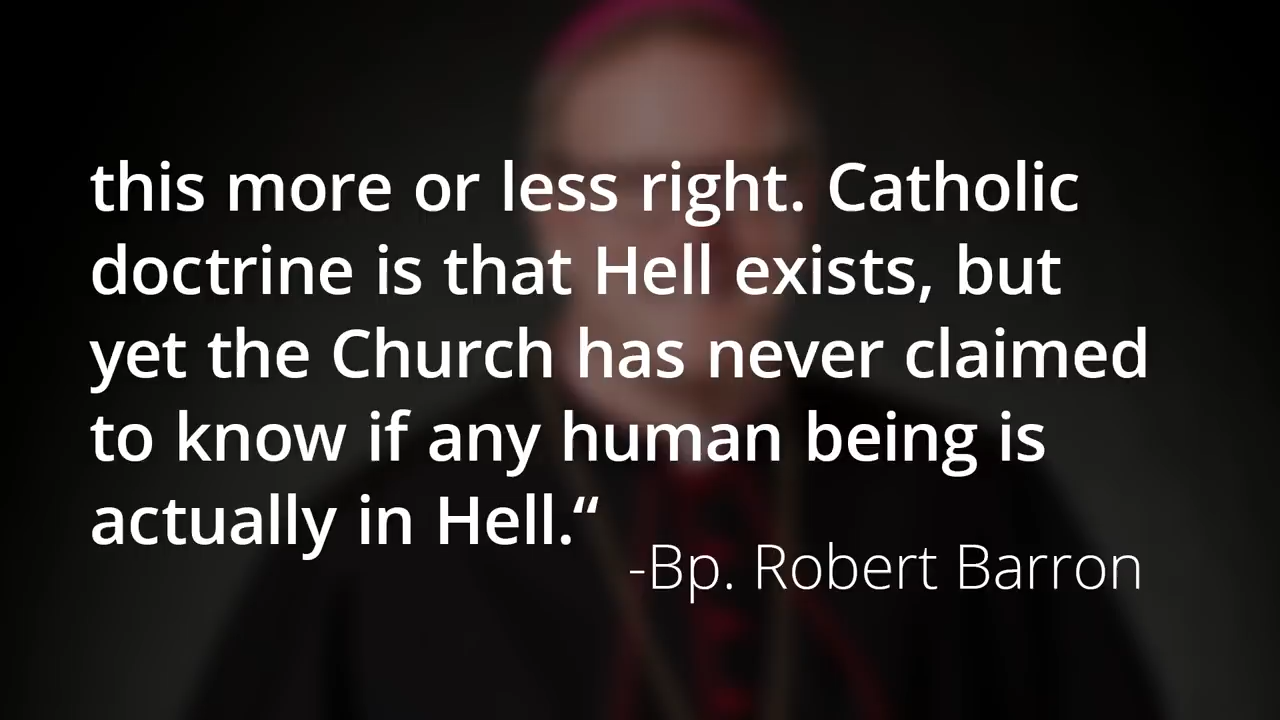 this more or less right. Catholic
doctrine is that Hell exists, but
yet the Church has never claimed
to know if any human being is
actually in Hell.“
-Bp. Robert Barron